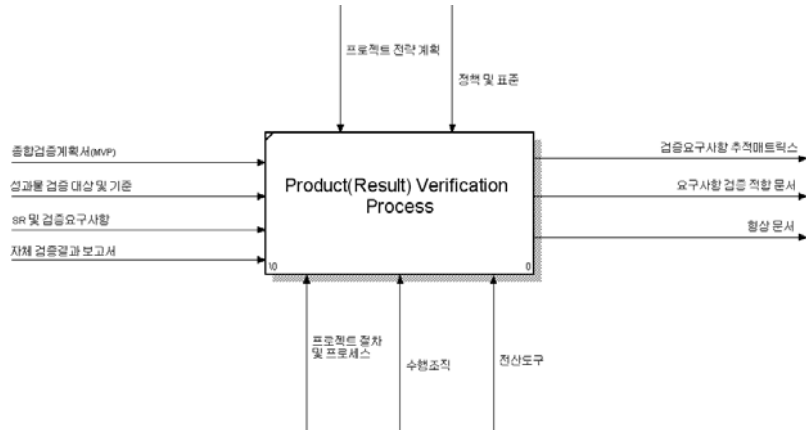 프로젝트 전략 계획
정책 및 표준
종합검증계획서(MVP)
성과물 검증 대상 및 기준
SR 및 검증요구사항
자체 검증결과 보고서
Product(Result) Verification
Process
\0
0
검증요구사항 추적매트릭스
요구사항 검증 적합 문서
형상 문서
프로젝트 절차
및 프로세스
수행조직
전산도구